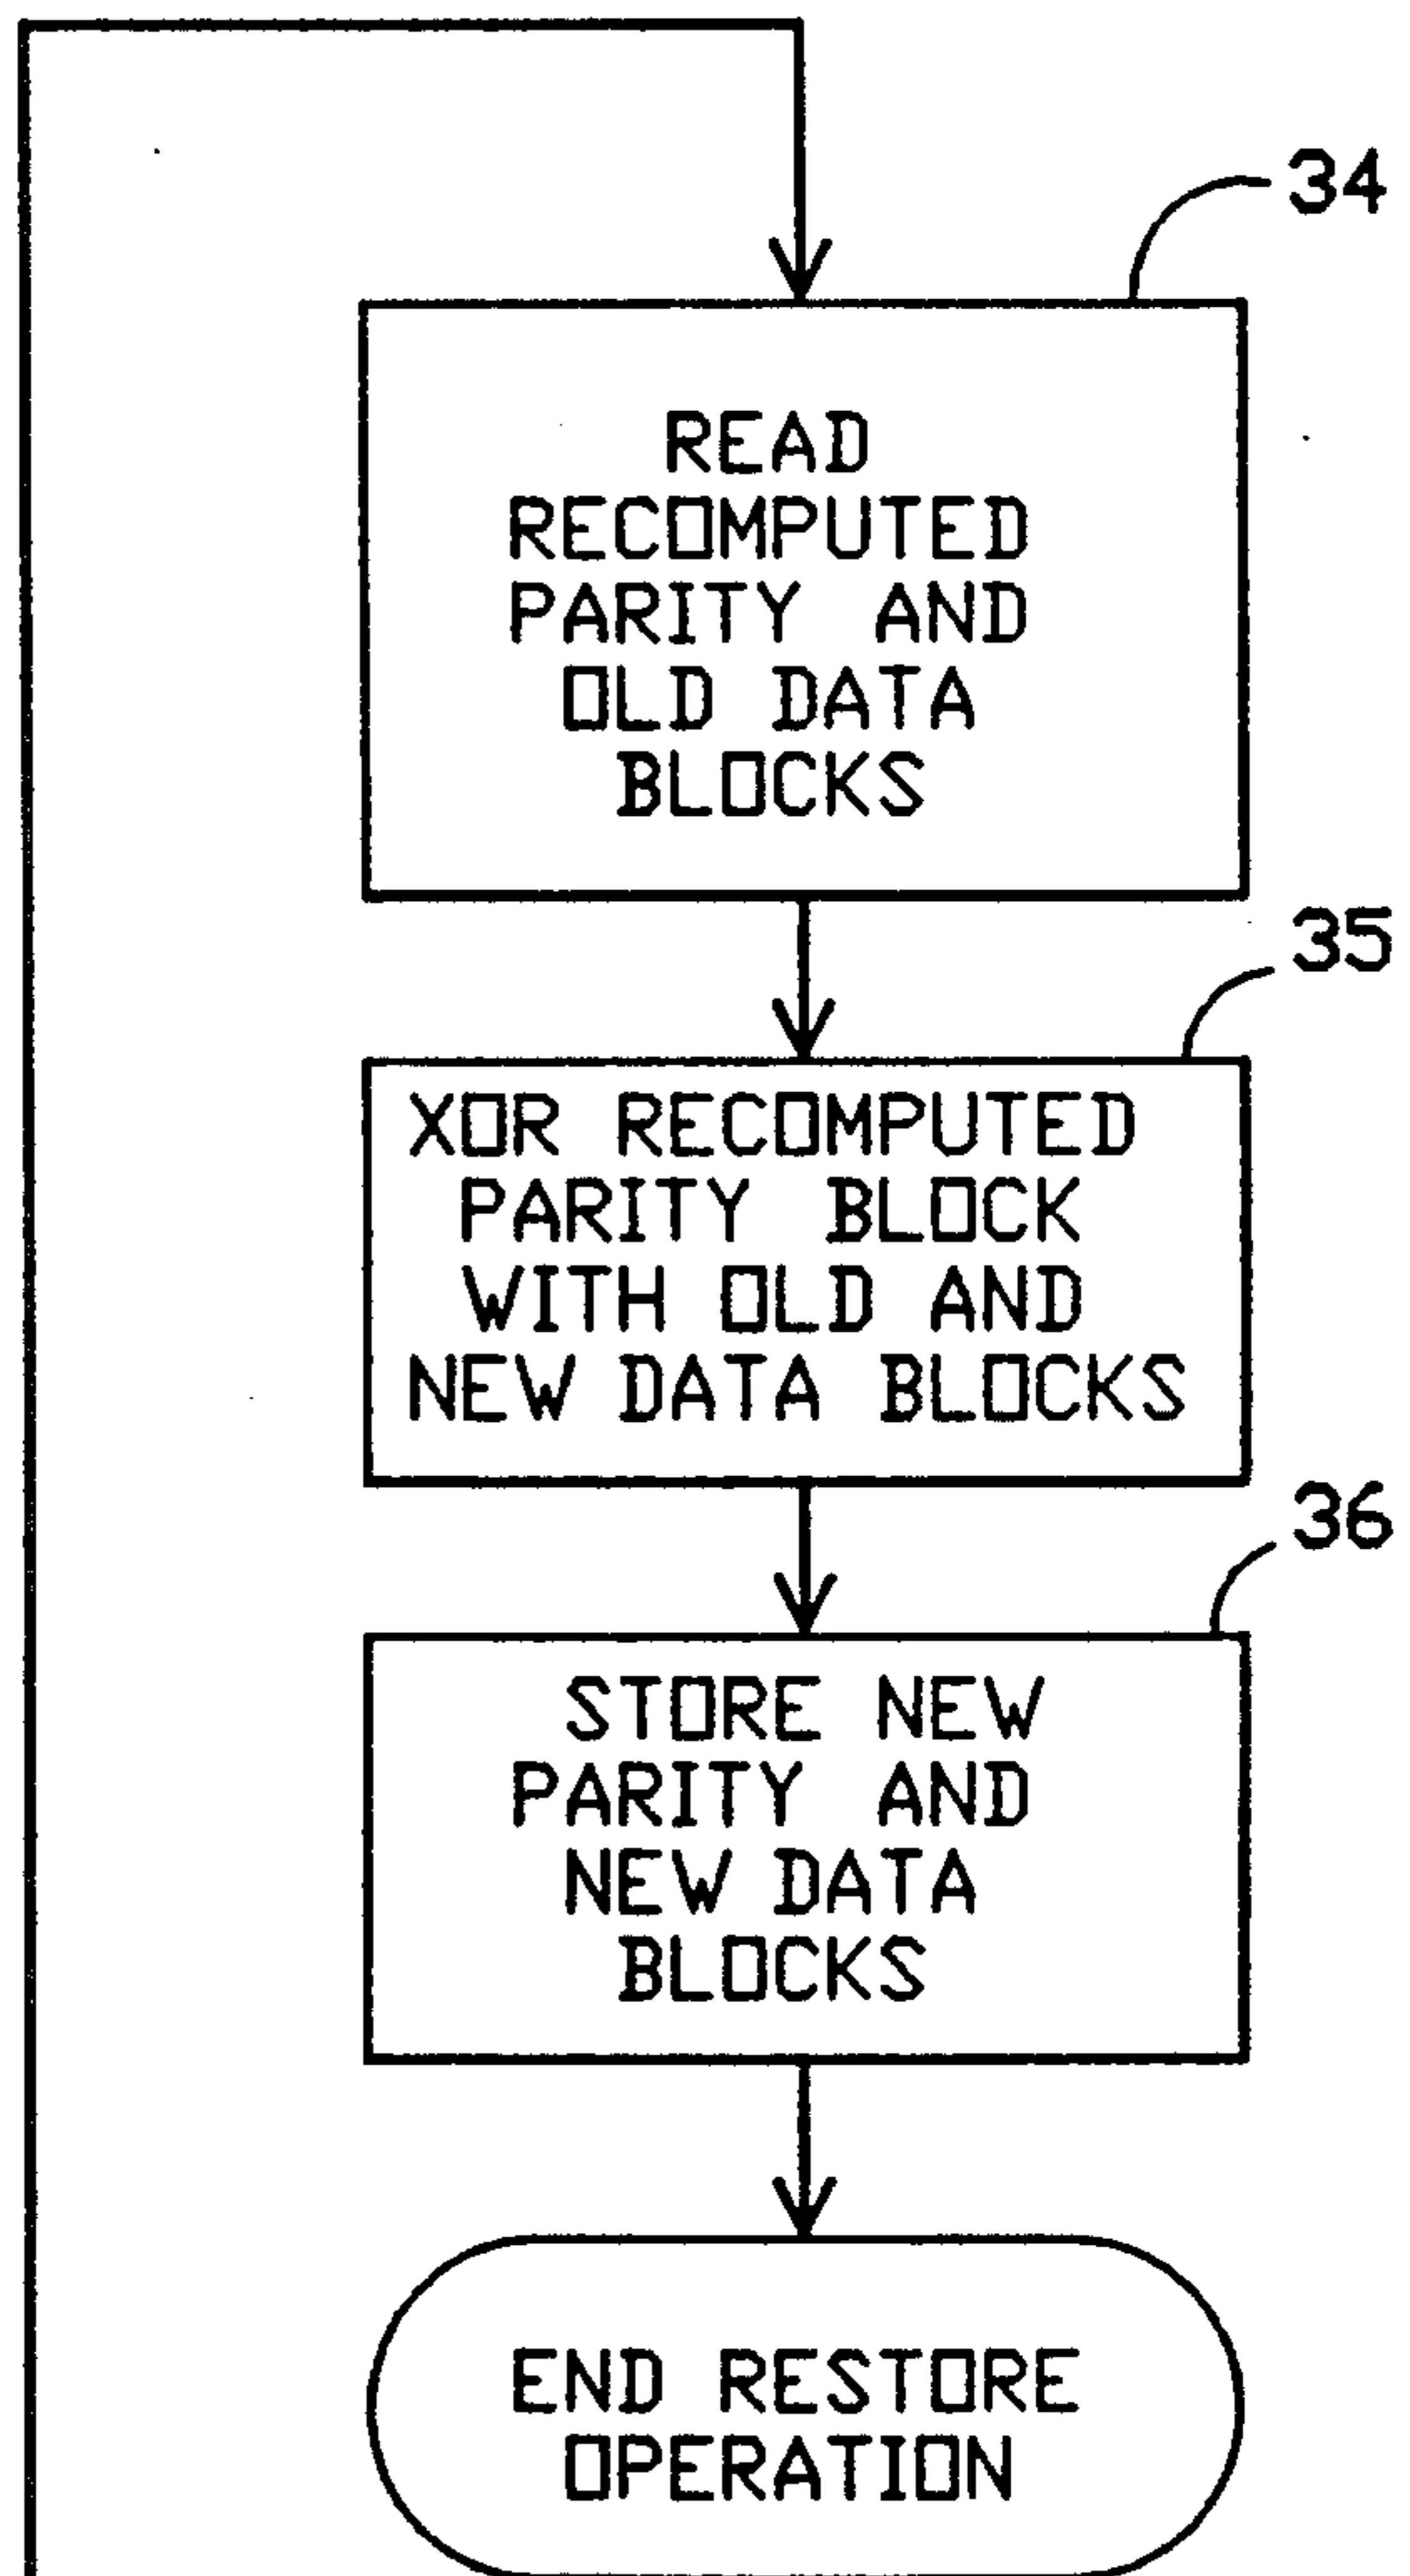 34
READ
RECOMPUTED
PARITY AND
OLD DATA
BLOCKS
35
XOR RECOMPUTED
PARITY BLOCK
WITH OLD AND
NEW DATA BLOCKS
36
STORE NEW
PARITY AND
NEW DATA
BLOCKS
END RESTORE
OPERATION